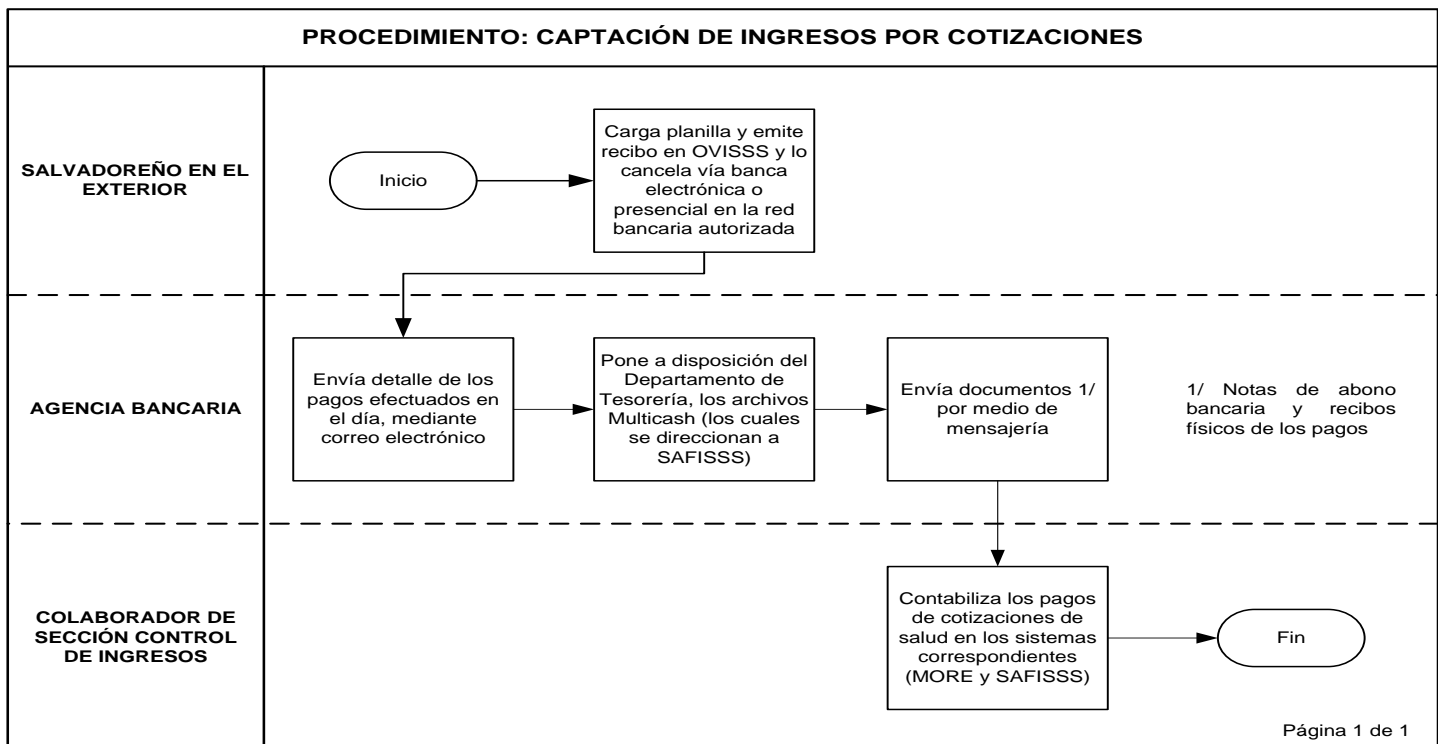 PROCEDIMIENTO: CAPTACIÓN DE INGRESOS POR COTIZACIONES
SALVADOREÑO EN EL
EXTERIOR
Inicio
Carga planilla y emite
recibo en OVISSS y lo
cancela vía banca
electrónica o
presencial en la red
bancaria autorizada
AGENCIA BANCARIA
Envía detalle de los
pagos efectuados en
el día, mediante
correo electrónico
Pone a disposición del
Departamento de
Tesorería, los archivos
Multicash (los cuales
se direccionan a
SAFISSS)
Envía documentos 1/
por medio de
mensajería
1/ Notas de abono
bancaria y recibos
físicos de los pagos
COLABORADOR DE
SECCIÓN CONTROL
DE INGRESOS
Contabiliza los pagos
de cotizaciones de
salud en los sistemas
correspondientes
(MORE y SAFISSS)
Fin
Página 1 de 1